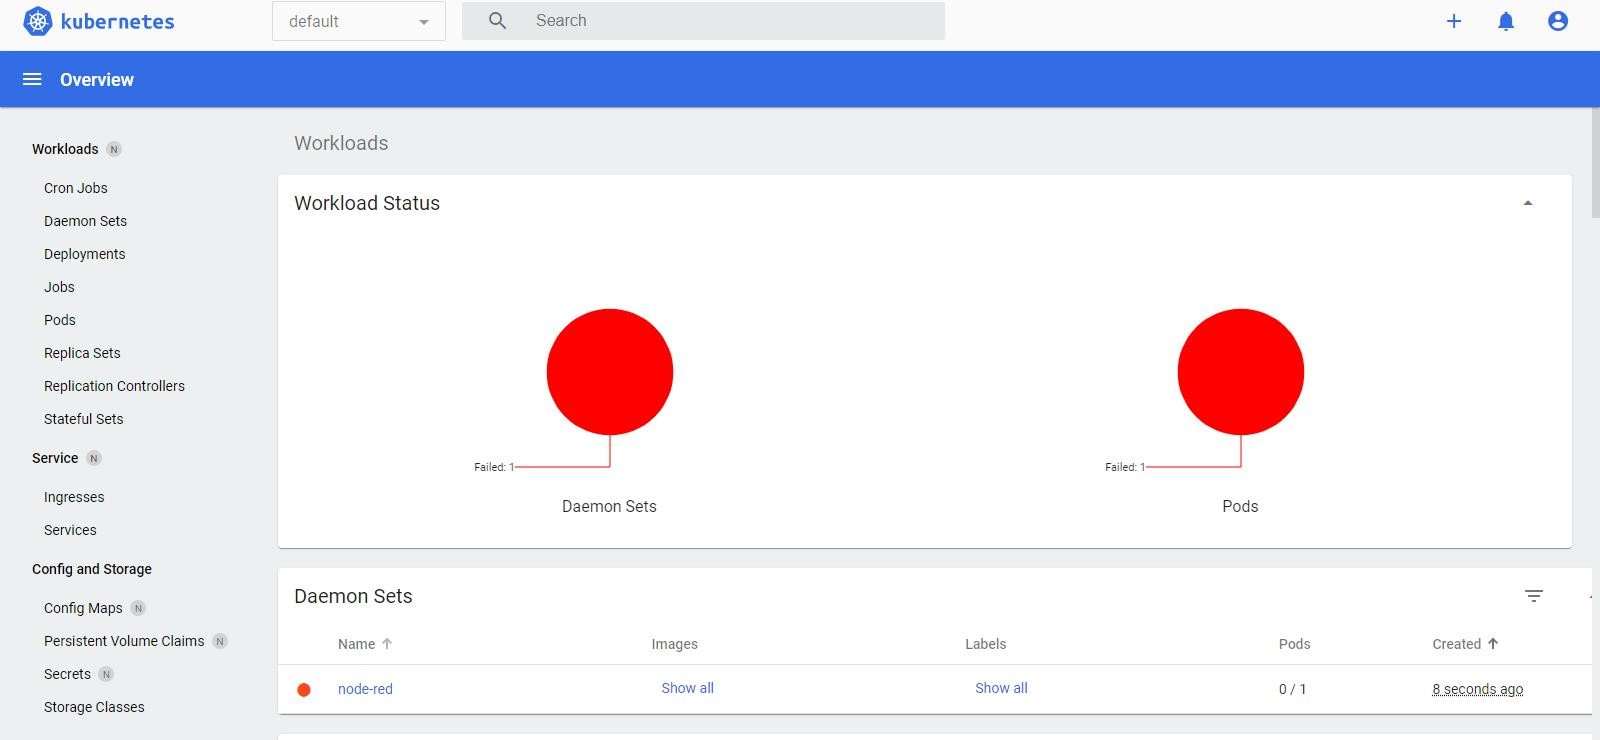 kubernetes
default
Search
Overview
Workloads N
Cron Jobs
Daemon Sets
Deployments
Jobs
Pods
Replica Sets
Replication Controllers
Stateful Sets
Service N
Ingresses
Services
Config and Storage
Config Maps N
Persistent Volume Claims N
Secrets N
Storage Classes
Workloads
Workload Status
Failed: 1
Daemon Sets
Failed: 1
Pods
Daemon Sets
Name Images Labels Pods Created
node-red Show all Show all 0 / 1 8 seconds ago